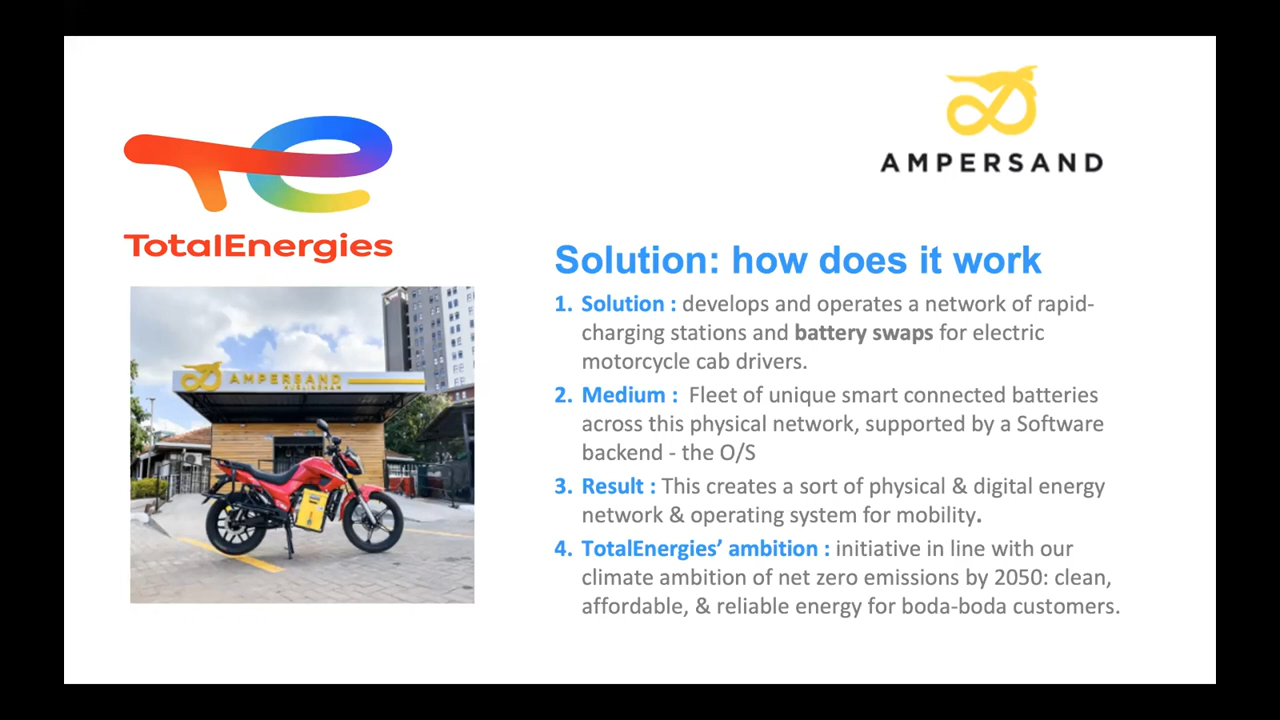 AMPERSAND
TotalEnergies
Solution: how does it work
1. Solution : develops and operates a network of rapid-
charging stations and battery swaps for electric
motorcycle cab drivers.
2. Medium : Fleet of unique smart connected batteries
across this physical network, supported by a Software
backend - the O/S
3. Result : This creates a sort of physical & digital energy
network & operating system for mobility.
4. TotalEnergies’ ambition : initiative in line with our
climate ambition of net zero emissions by 2050: clean,
affordable, & reliable energy for boda-boda customers.
AMPERSAND